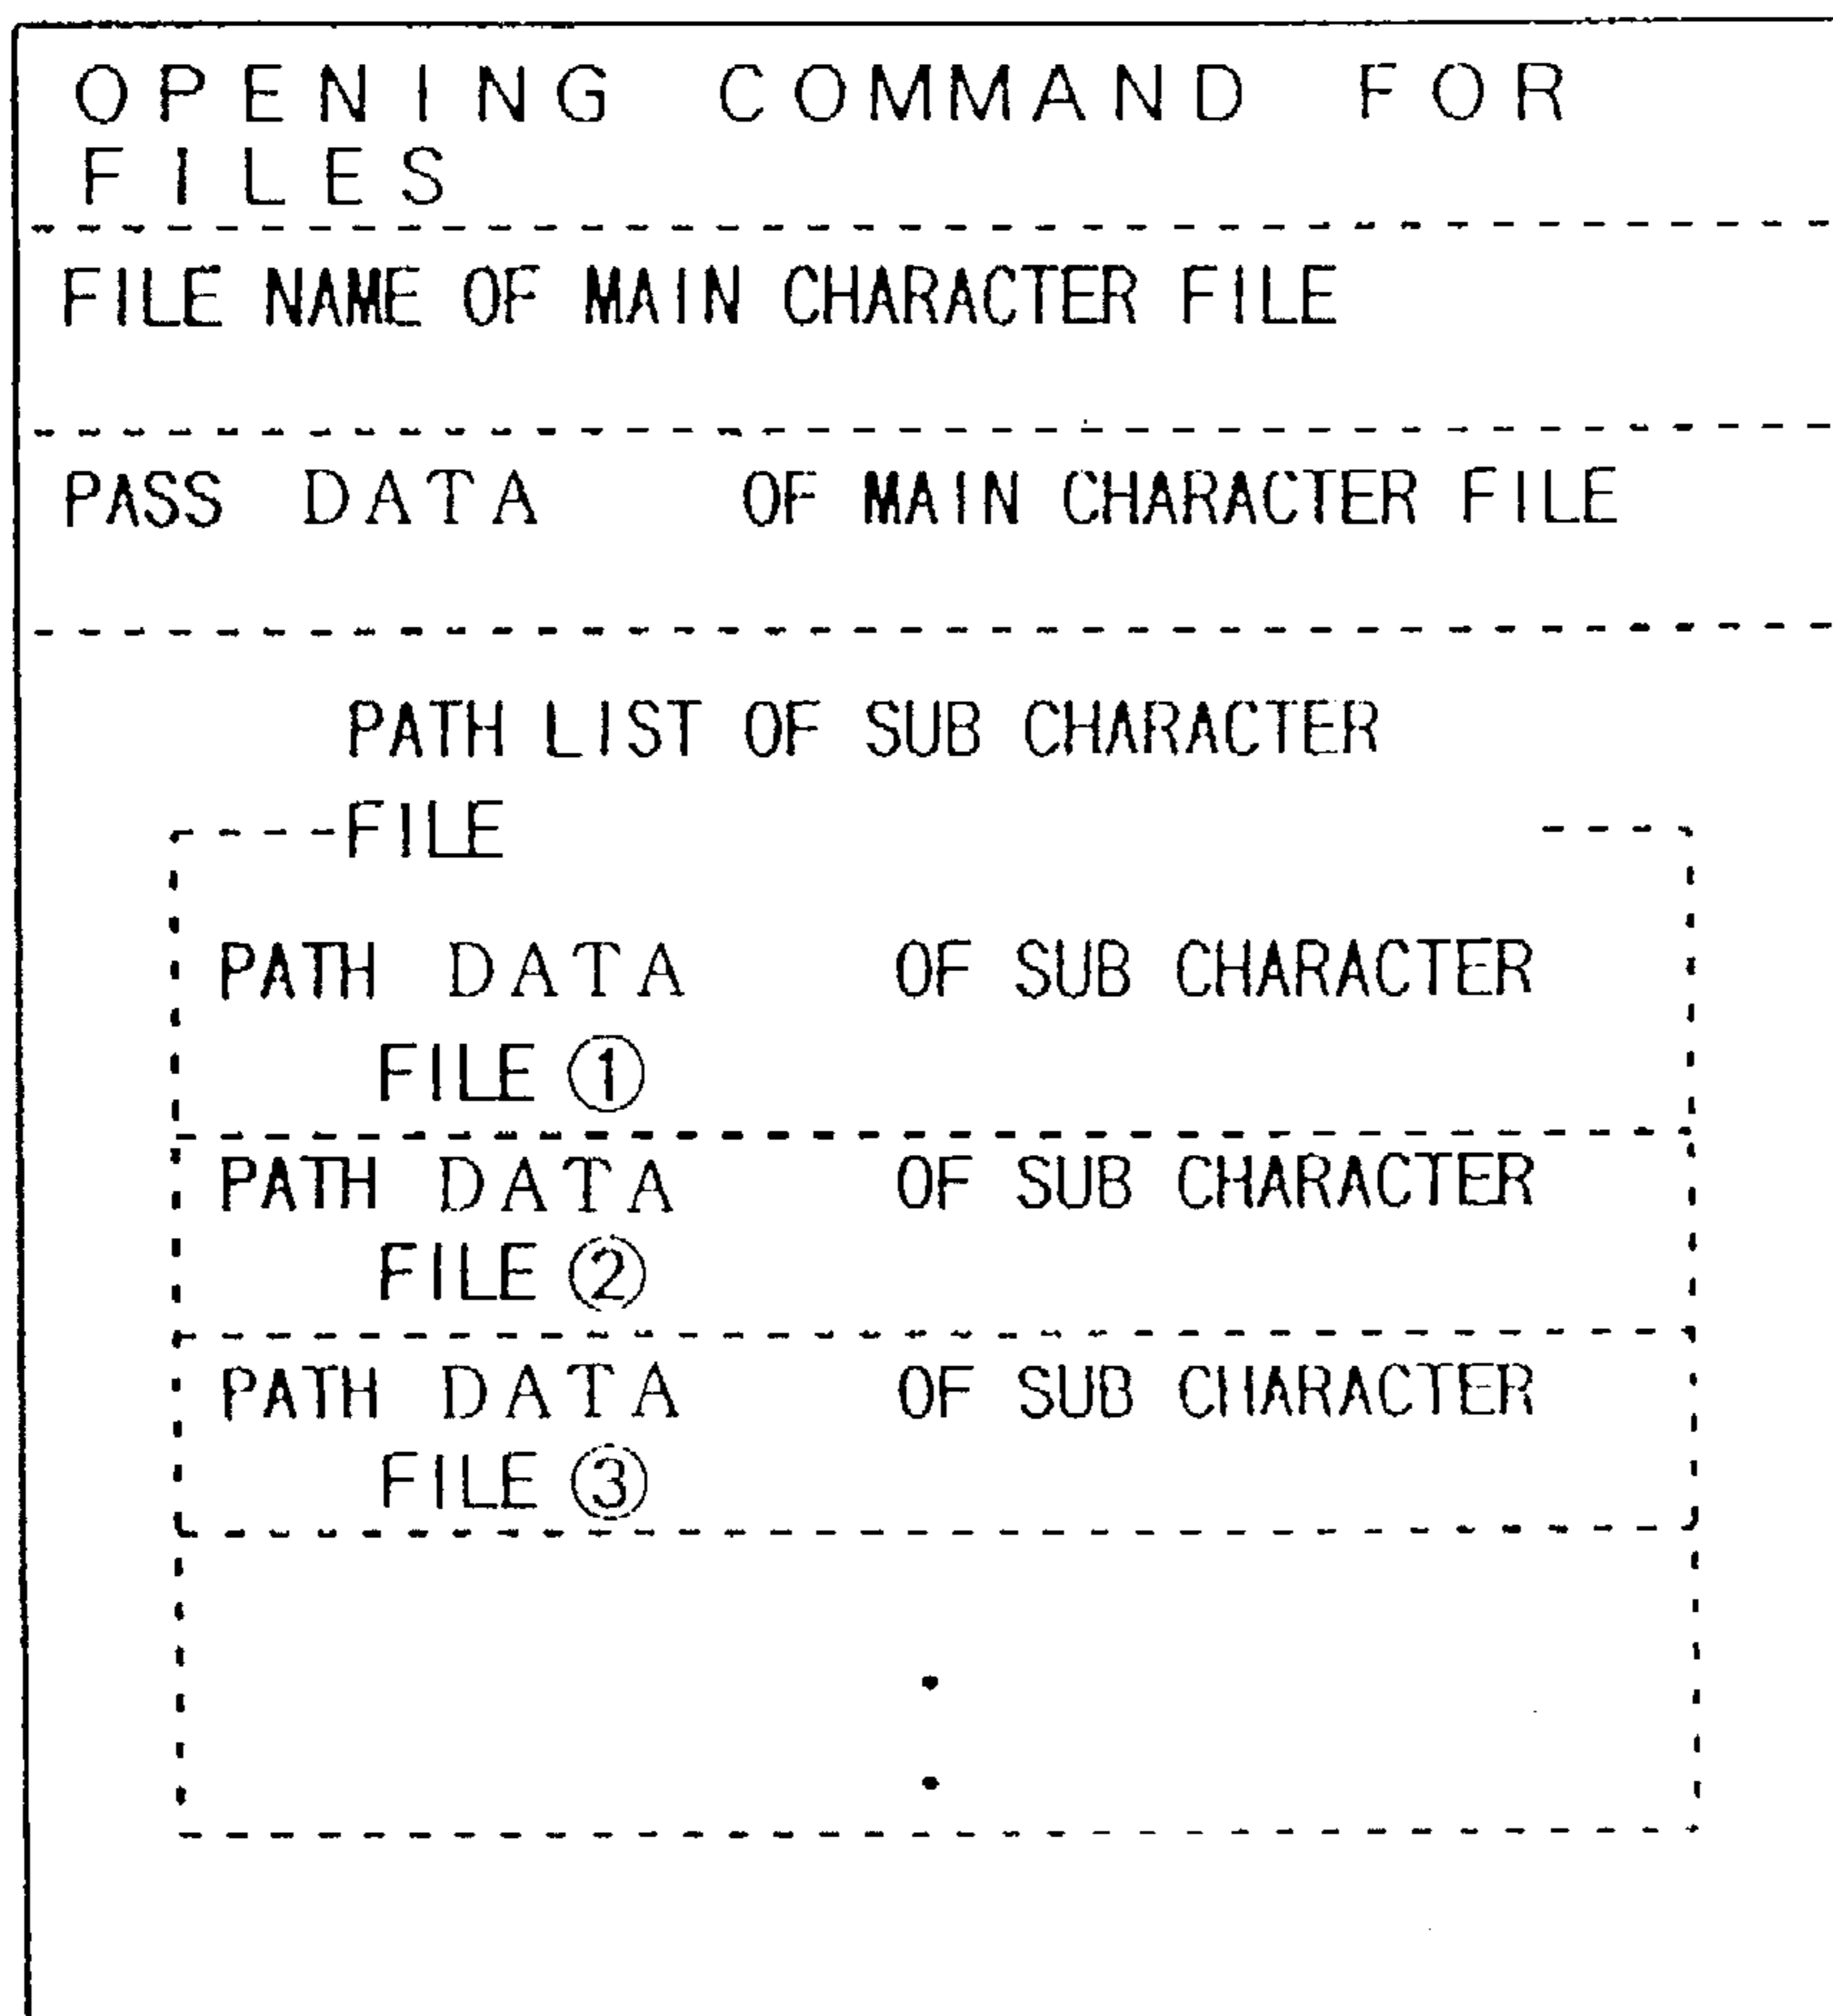 OPENING COMMAND FOR
FILES
FILE NAME OF MAIN CHARACTER FILE
PASS DATA OF MAIN CHARACTER FILE
PATH LIST OF SUB CHARACTER
FILE
PATH DATA OF SUB CHARACTER
FILE ①
PATH DATA OF SUB CHARACTER
FILE ②
PATH DATA OF SUB CHARACTER
FILE ③